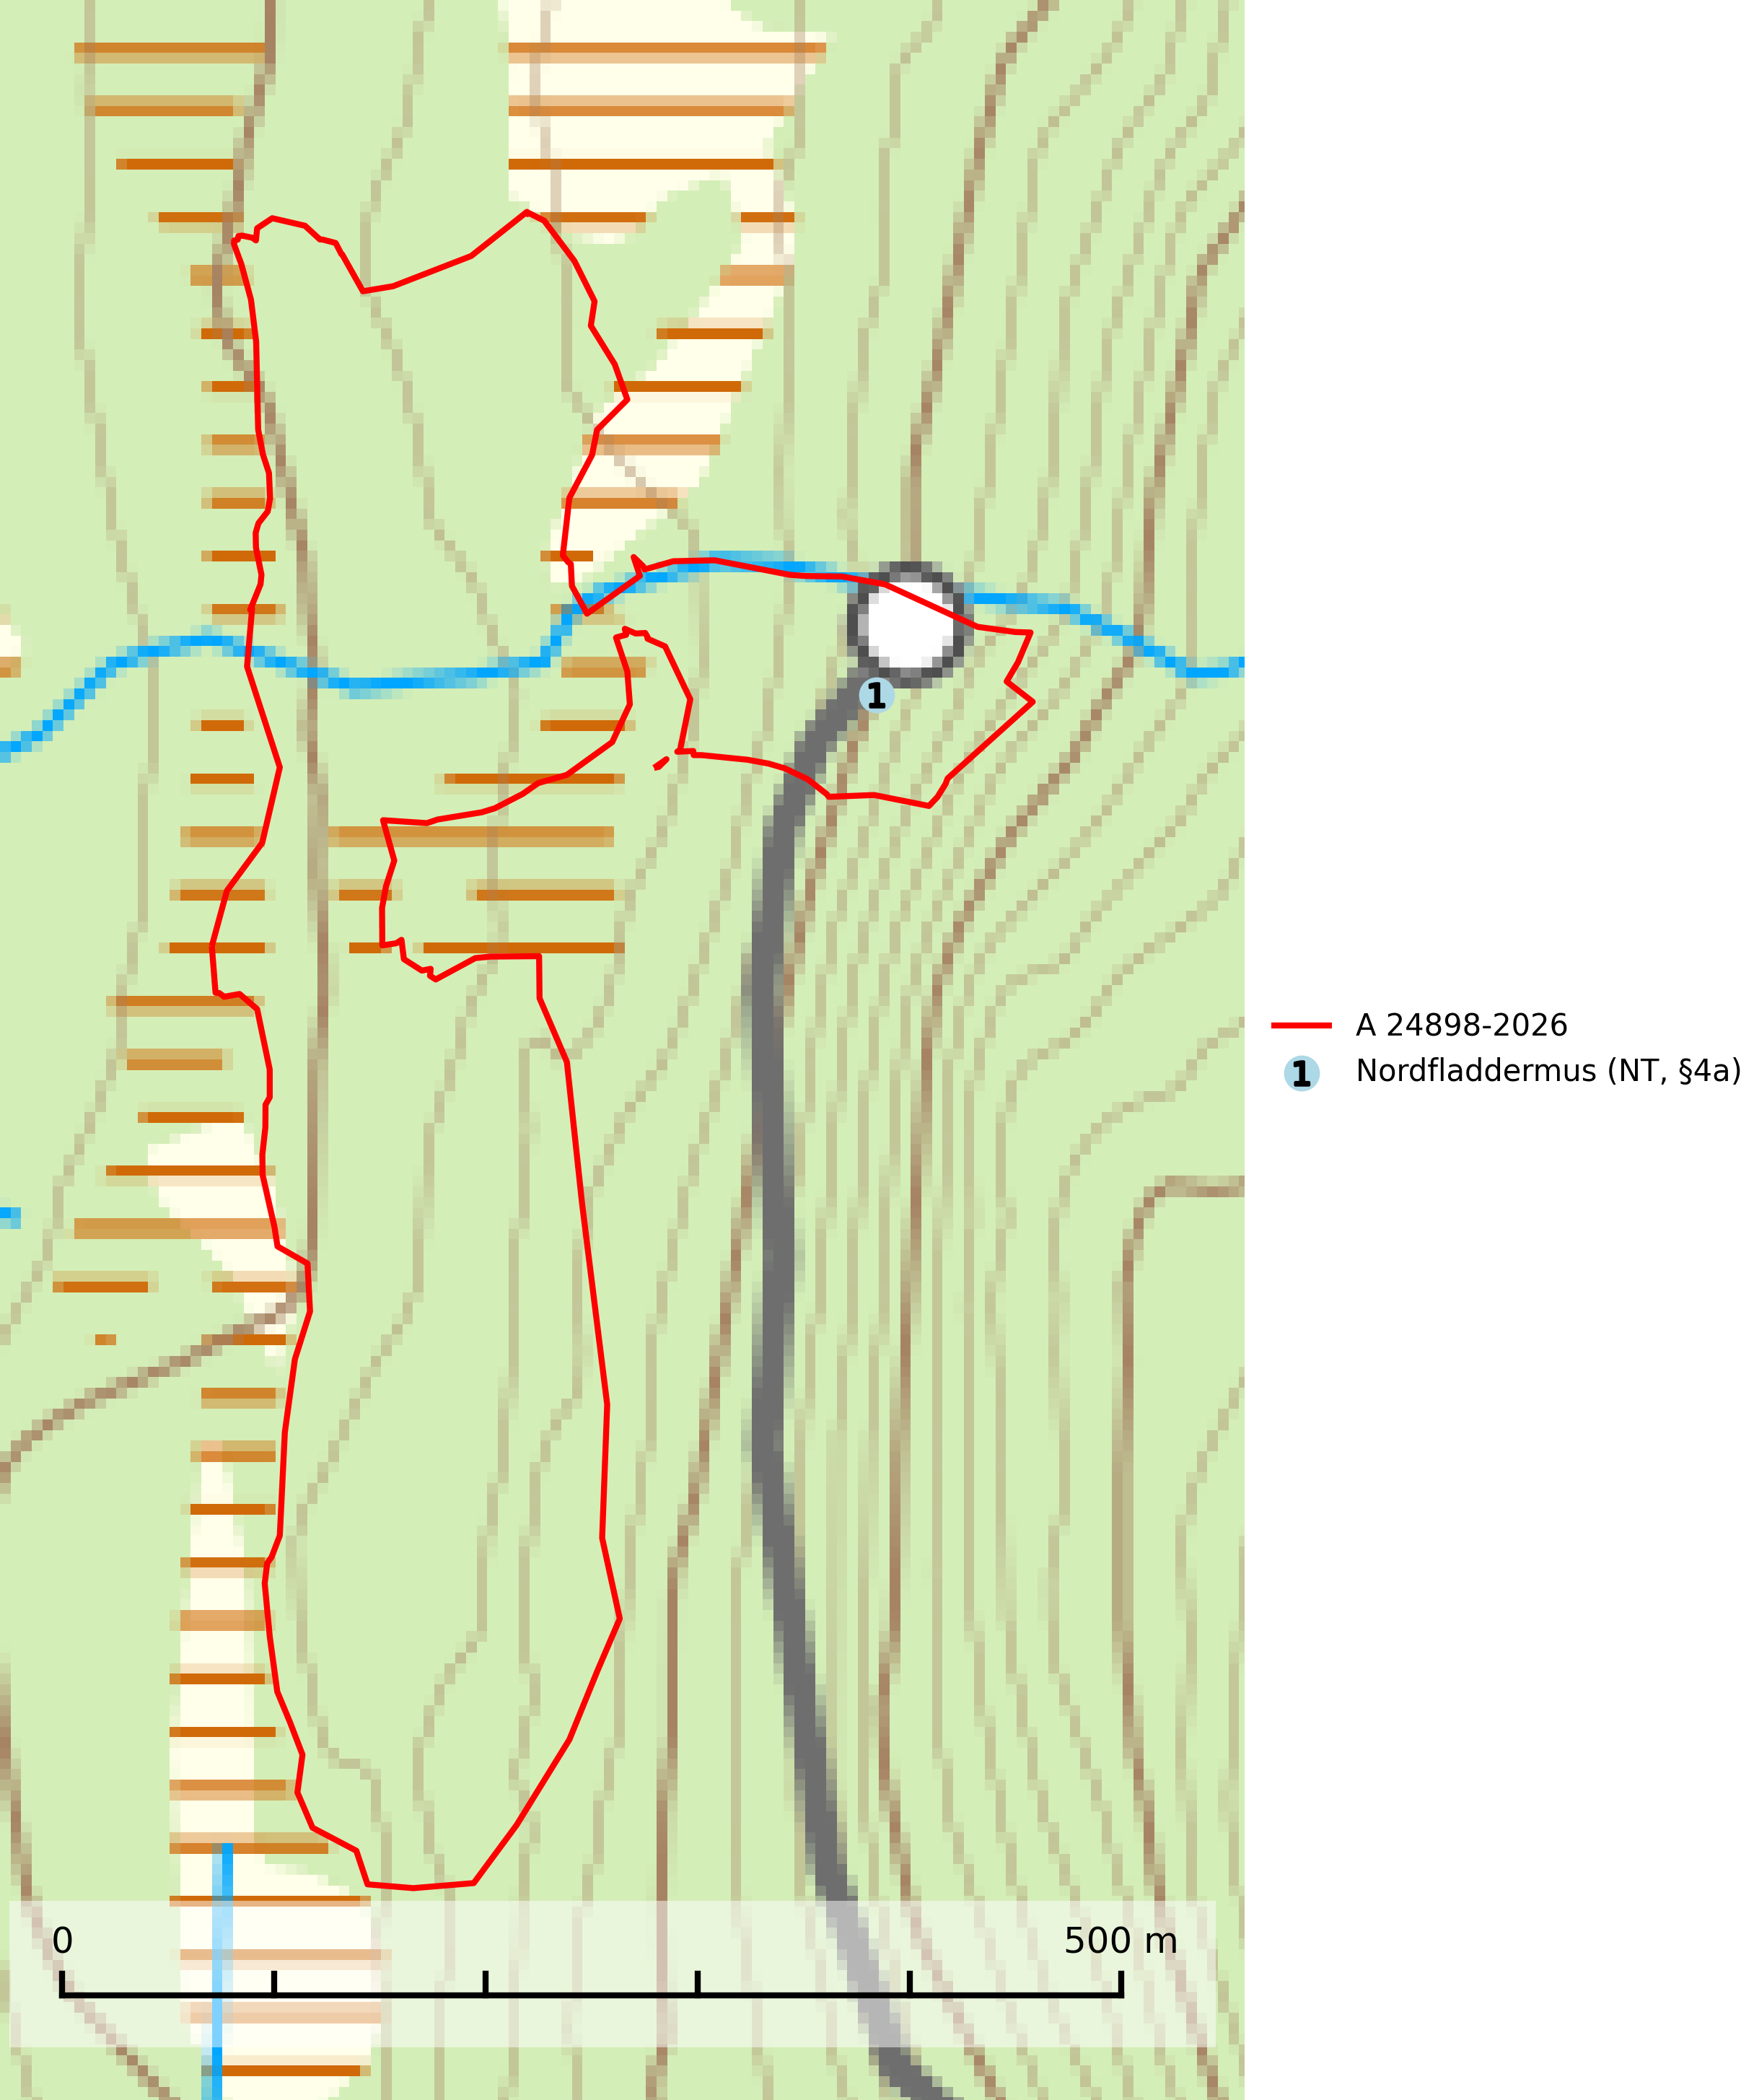 1
A 24898-2026
1 Nordfladdermus (NT, §4a)
0 500 m